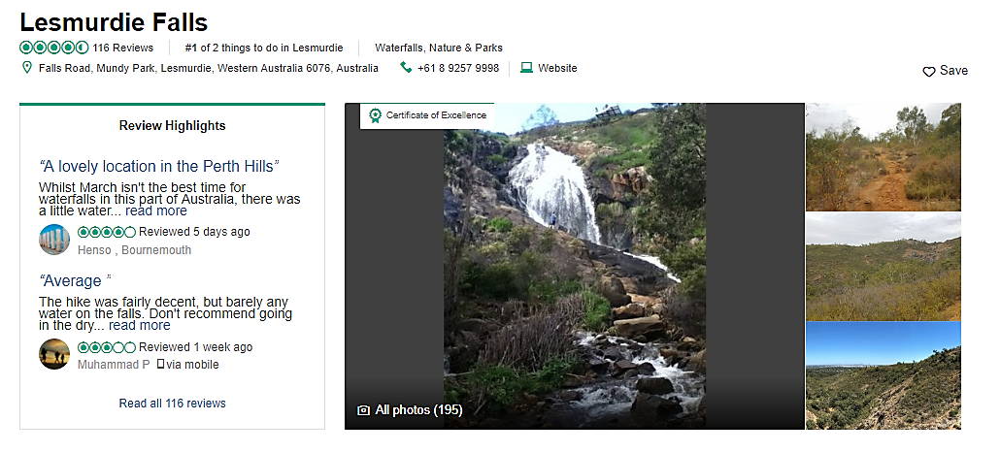 Lesmurdie Falls
116 Reviews #1 of 2 things to do in Lesmurdie Waterfalls, Nature & Parks
Falls Road, Mundy Park, Lesmurdie, Western Australia 6076, Australia +61 8 9257 9998 Website
Save
Review Highlights
“A lovely location in the Perth Hills”
Whilst March isn't the best time for
waterfalls in this part of Australia, there was
a little water... read more
Reviewed 5 days ago
Henso , Bournemouth
“Average ”
The hike was fairly decent, but barely any
water on the falls. Don't recommend going
in the dry... read more
Reviewed 1 week ago
Muhammad P via mobile
Read all 116 reviews
Certificate of Excellence
All photos (195)